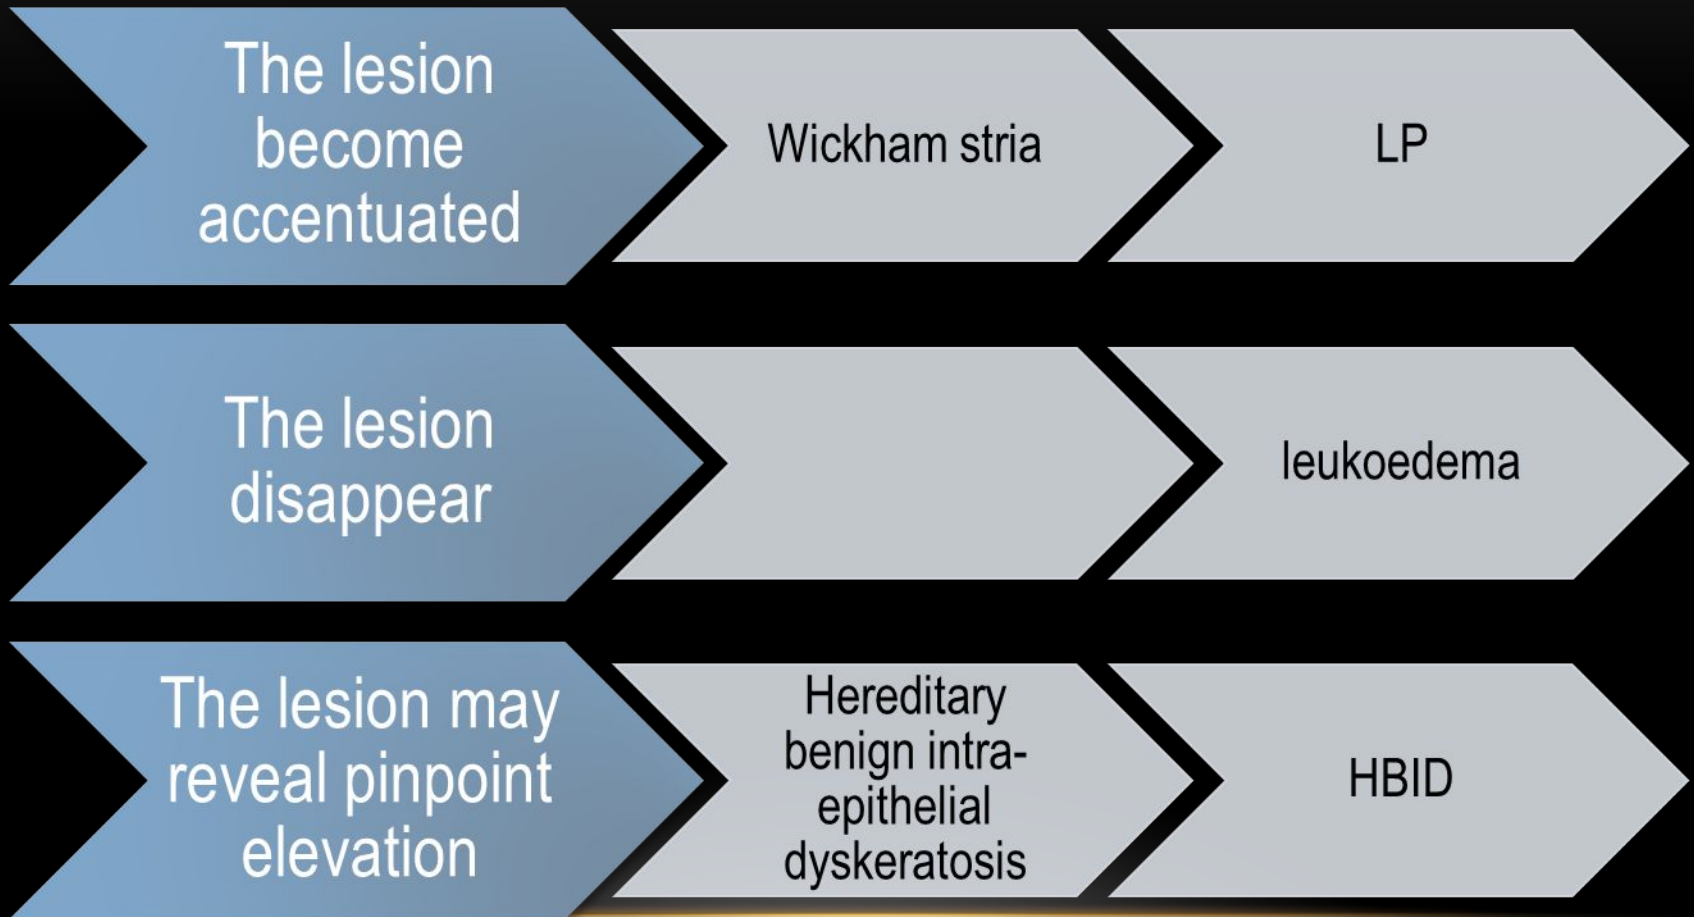 The lesion
become
accentuated
Wickham stria
LP
The lesion
disappear
leukoedema
The lesion may
reveal pinpoint
elevation
Hereditary
benign intra-
epithelial
dyskeratosis
HBID